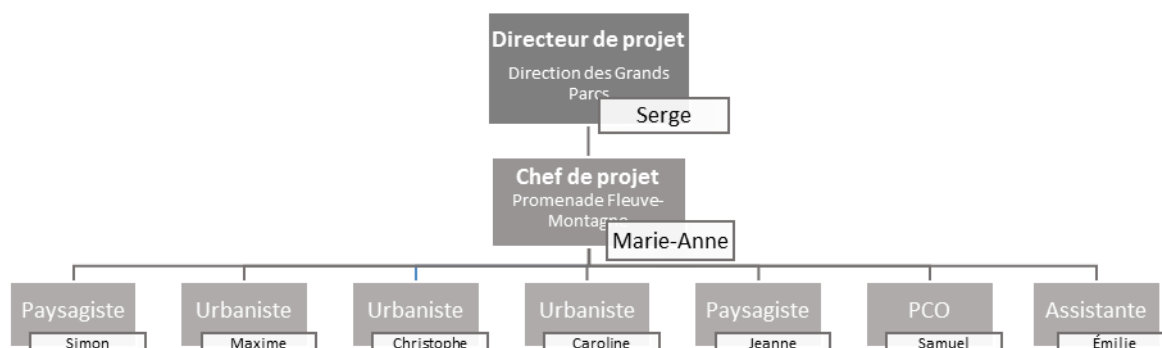 Directeur de projet
Direction des Grands
Parcs
Serge
Chef de projet
Promenade Fleuve-
Montagne
Marie-Anne
Paysagiste
Urbaniste
Urbaniste
Urbaniste
Paysagiste
PCO
Assistante
Simon
Maxime
Christophe
Caroline
Jeanne
Samuel
Émilie